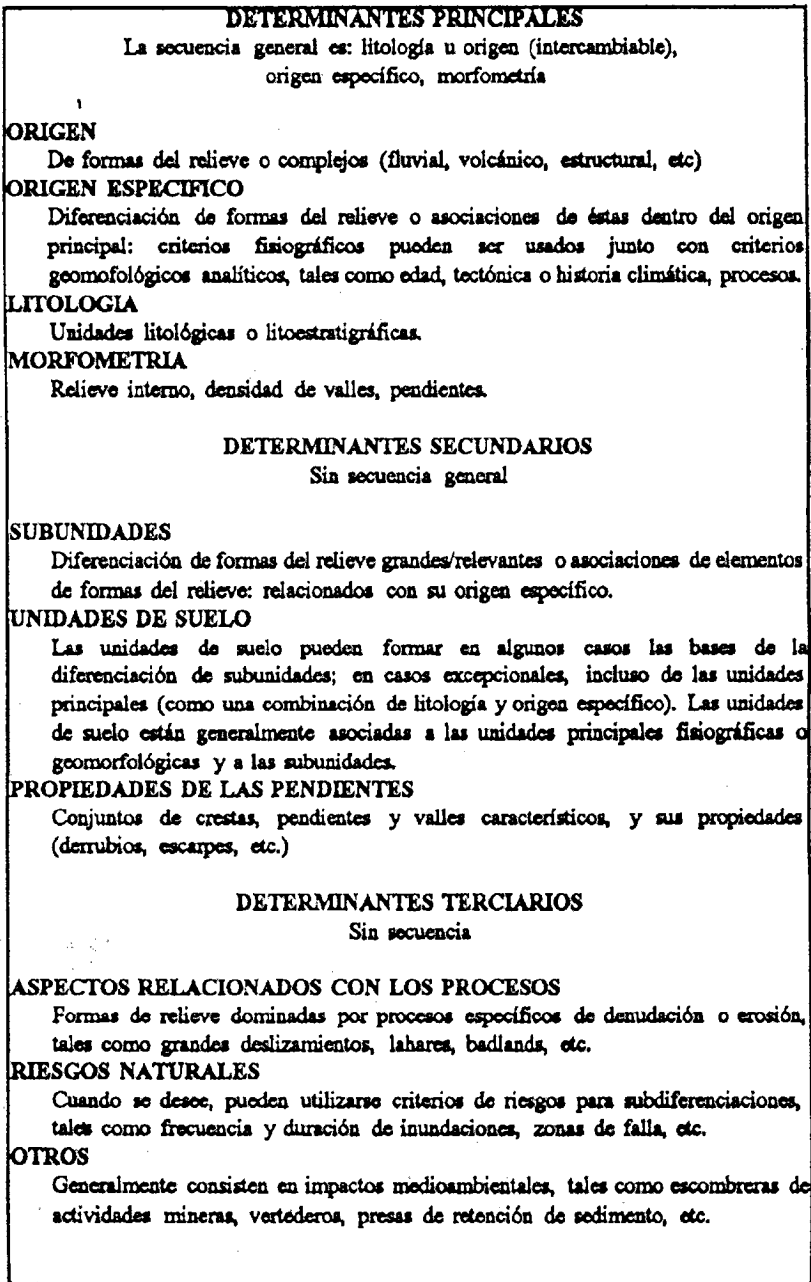 DETERMINANTES PRINCIPALES
La secuencia general es: litología u origen (intercambiable),
origen específico, morfometría
ORIGEN
De formas del relieve o complejos (fluvial, volcánico, estructural, etc)
ORIGEN ESPECIFICO
Diferenciación de formas del relieve o asociaciones de éstas dentro del origen
principal: criterios fisiográficos pueden ser usados junto con criterios
geomofológicos analíticos, tales como edad, tectónica o historia climática, procesos.
LITOLOGIA
Unidades litológicas o litoestratigráficas.
MORFOMETRIA
Relieve interno, densidad de valles, pendientes.
DETERMINANTES SECUNDARIOS
Sin secuencia general
SUBUNIDADES
Diferenciación de formas del relieve grandes/relevantes o asociaciones de elementos
de formas del relieve: relacionados con su origen específico.
UNIDADES DE SUELO
Las unidades de suelo pueden formar en algunos casos las bases de la
diferenciación de subunidades; en casos excepcionales, incluso de las unidades
principales (como una combinación de litología y origen específico). Las unidades
de suelo están generalmente asociadas a las unidades principales fisiográficas o
geomorfológicas y a las subunidades.
PROPIEDADES DE LAS PENDIENTES
Conjuntos de crestas, pendientes y valles característicos, y sus propiedades
(derrubios, escarpes, etc.)
DETERMINANTES TERCIARIOS
Sin secuencia
ASPECTOS RELACIONADOS CON LOS PROCESOS
Formas de relieve dominadas por procesos específicos de denudación o erosión,
tales como grandes deslizamientos, lahares, badlands, etc.
RIESGOS NATURALES
Cuando se desee, pueden utilizarse criterios de riesgos para subdiferenciaciones,
tales como frecuencia y duración de inundaciones, zonas de falla, etc.
OTROS
Generalmente consisten en impactos medioambientales, tales como escombreras de
actividades mineras, vertederos, presas de retención de sedimento, etc.